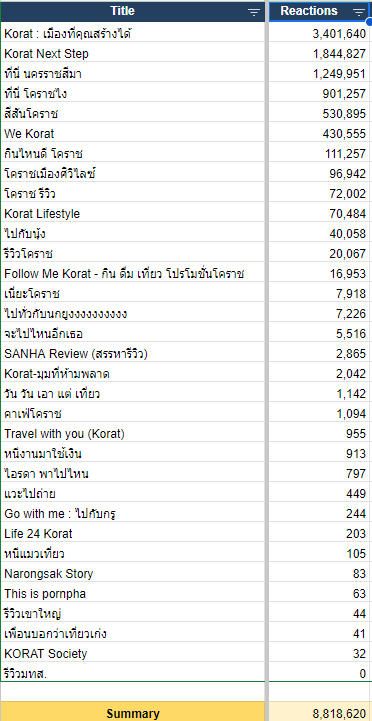 Title Reactions
Korat : เมืองที่คุณสร้างได้ 3,401,640
Korat Next Step 1,844,827
ที่นี่ นครราชสีมา 1,249,951
ที่นี่ โคราชไง 901,257
สีสันโคราช 530,895
We Korat 430,555
กินไหนดี โคราช 111,257
โคราชเมืองศิวิไลซ์ 96,942
โคราช รีวิว 72,002
Korat Lifestyle 70,484
ไปกับนุ้ง 40,058
รีวิวโคราช 20,067
Follow Me Korat - กิน ดื่ม เที่ยว โปรโมชั่นโคราช 16,953
เนี่ยะโคราช 7,918
ไปทั่วกับนกยูงงงงงงงงงง 7,226
จะไปไหนอีกเธอ 5,516
SANHA Review (สรรหารีวิว) 2,865
Korat-มุมที่ห้ามพลาด 2,042
วัน วัน เอา แต่ เที่ยว 1,142
คาเฟ่โคราช 1,094
Travel with you (Korat) 955
หนีงานมาใช้เงิน 913
ไอรดา พาไปไหน 797
แวะไปถ่าย 449
Go with me : ไปกับกรู 244
Life 24 Korat 203
หนีแมวเที่ยว 105
Narongsak Story 83
This is pornpha 63
รีวิวเขาใหญ่ 44
เพื่อนบอกว่าเที่ยวเก่ง 41
KORAT Society 32
รีวิวมทส. 0
Summary 8,818,620